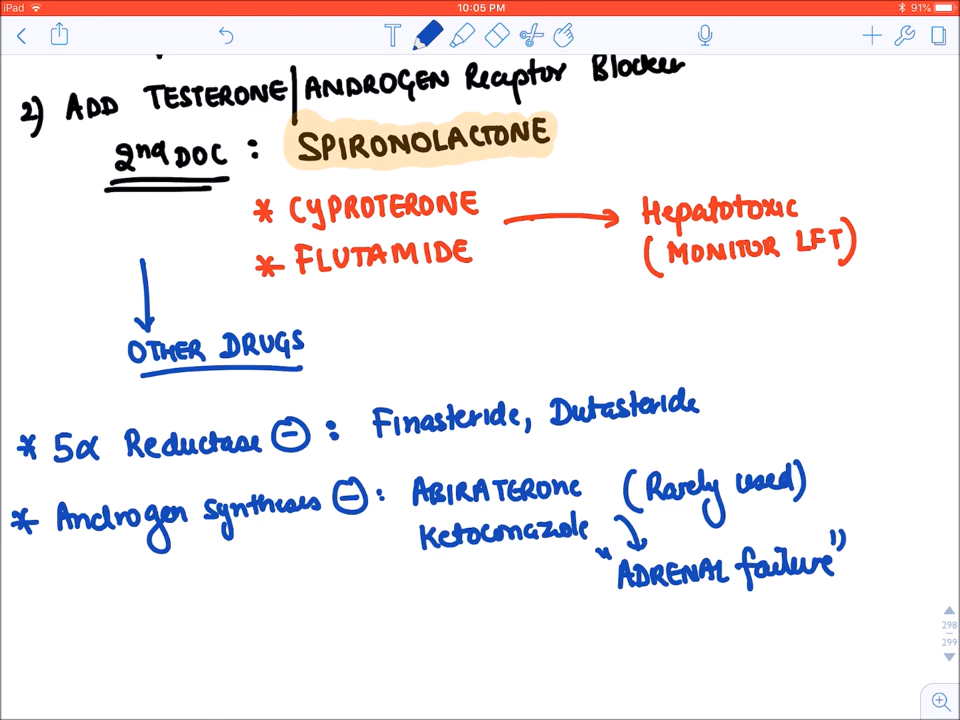 iPad
10:05 PM
91%
T
2) ADD TESTERONE/ANDROGEN Receptor Blocker
2nd DOC : SPIRONOLACTONE
* CYPROTERONE → Hepatotoxic
* FLUTAMIDE (MONITOR LFT)
OTHER DRUGS
* 5α Reductase ⊖ : Finasteride, Dutasteride
* Androgen synthesis ⊖ : ABIRATERONE (Rarely used)
Ketoconazole
"ADRENAL failure"
298
299